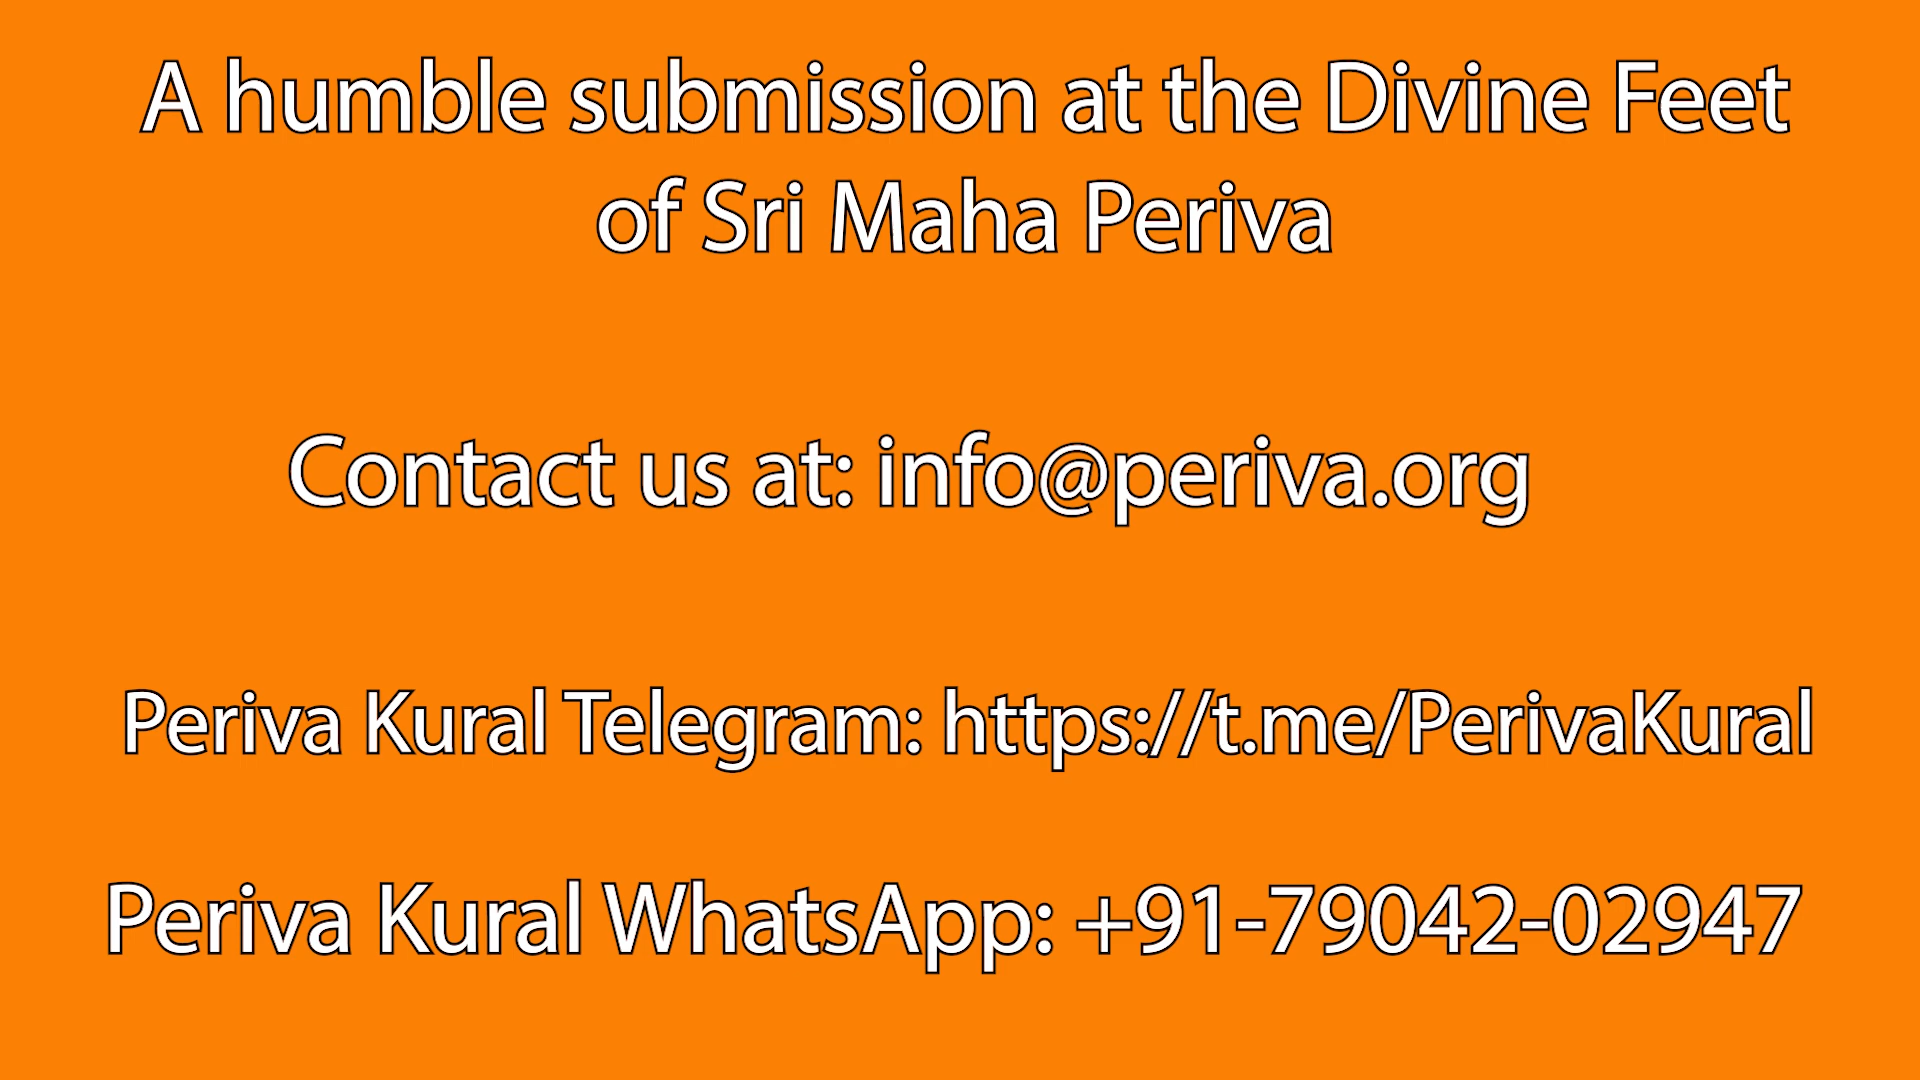 A humble submission at the Divine Feet
of Sri Maha Periva
Contact us at: info@periva.org
Periva Kural Telegram: https://t.me/PerivaKural
Periva Kural WhatsApp: +91-79042-02947